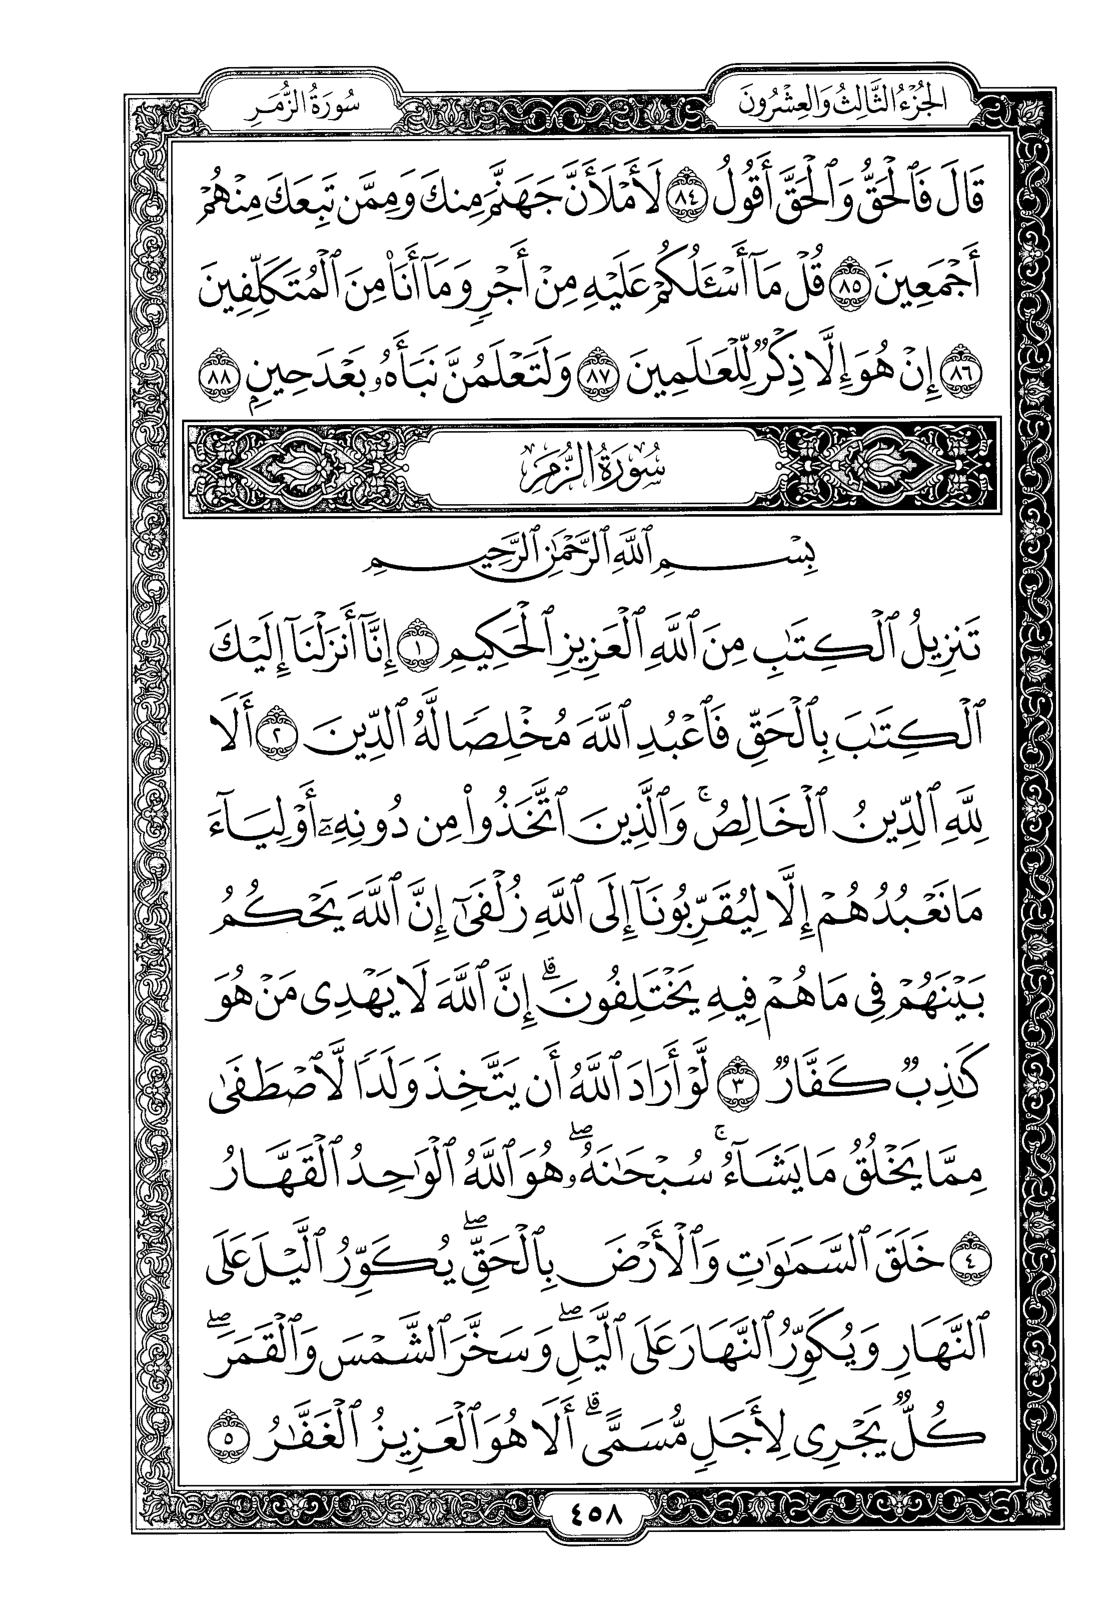 الجُزْءُ الثَّالِثُ وَالعِشْرُونَ
سُورَةُ الزُّمَرِ
قَالَ فَٱلْحَقُّ وَٱلْحَقَّ أَقُولُ ٨٤ لَأَمْلَأَنَّ جَهَنَّمَ مِنكَ وَمِمَّن تَبِعَكَ مِنْهُمْ
أَجْمَعِينَ ٨٥ قُلْ مَآ أَسْـَٔلُكُمْ عَلَيْهِ مِنْ أَجْرٍ وَمَآ أَنَا۠ مِنَ ٱلْمُتَكَلِّفِينَ
٨٦ إِنْ هُوَ إِلَّا ذِكْرٌ لِّلْعَـٰلَمِينَ ٨٧ وَلَتَعْلَمُنَّ نَبَأَهُۥ بَعْدَ حِينٍۭ ٨٨
سُورَةُ الزُّمَرِ
بِسْمِ ٱللَّهِ ٱلرَّحْمَـٰنِ ٱلرَّحِيمِ
تَنزِيلُ ٱلْكِتَـٰبِ مِنَ ٱللَّهِ ٱلْعَزِيزِ ٱلْحَكِيمِ ١ إِنَّآ أَنزَلْنَآ إِلَيْكَ
ٱلْكِتَـٰبَ بِٱلْحَقِّ فَٱعْبُدِ ٱللَّهَ مُخْلِصًا لَّهُ ٱلدِّينَ ٢ أَلَا
لِلَّهِ ٱلدِّينُ ٱلْخَالِصُ ۚ وَٱلَّذِينَ ٱتَّخَذُوا۟ مِن دُونِهِۦٓ أَوْلِيَآءَ
مَا نَعْبُدُهُمْ إِلَّا لِيُقَرِّبُونَآ إِلَى ٱللَّهِ زُلْفَىٰٓ إِنَّ ٱللَّهَ يَحْكُمُ
بَيْنَهُمْ فِى مَا هُمْ فِيهِ يَخْتَلِفُونَ ۗ إِنَّ ٱللَّهَ لَا يَهْدِى مَنْ هُوَ
كَـٰذِبٌ كَفَّارٌ ٣ لَّوْ أَرَادَ ٱللَّهُ أَن يَتَّخِذَ وَلَدًا لَّٱصْطَفَىٰ
مِمَّا يَخْلُقُ مَا يَشَآءُ ۚ سُبْحَـٰنَهُۥ ۖ هُوَ ٱللَّهُ ٱلْوَٰحِدُ ٱلْقَهَّارُ
٤ خَلَقَ ٱلسَّمَـٰوَٰتِ وَٱلْأَرْضَ بِٱلْحَقِّ ۖ يُكَوِّرُ ٱلَّيْلَ عَلَى
ٱلنَّهَارِ وَيُكَوِّرُ ٱلنَّهَارَ عَلَى ٱلَّيْلِ ۖ وَسَخَّرَ ٱلشَّمْسَ وَٱلْقَمَرَ ۖ
كُلٌّ يَجْرِى لِأَجَلٍ مُّسَمًّى ۗ أَلَا هُوَ ٱلْعَزِيزُ ٱلْغَفَّـٰرُ ٥
٤٥٨